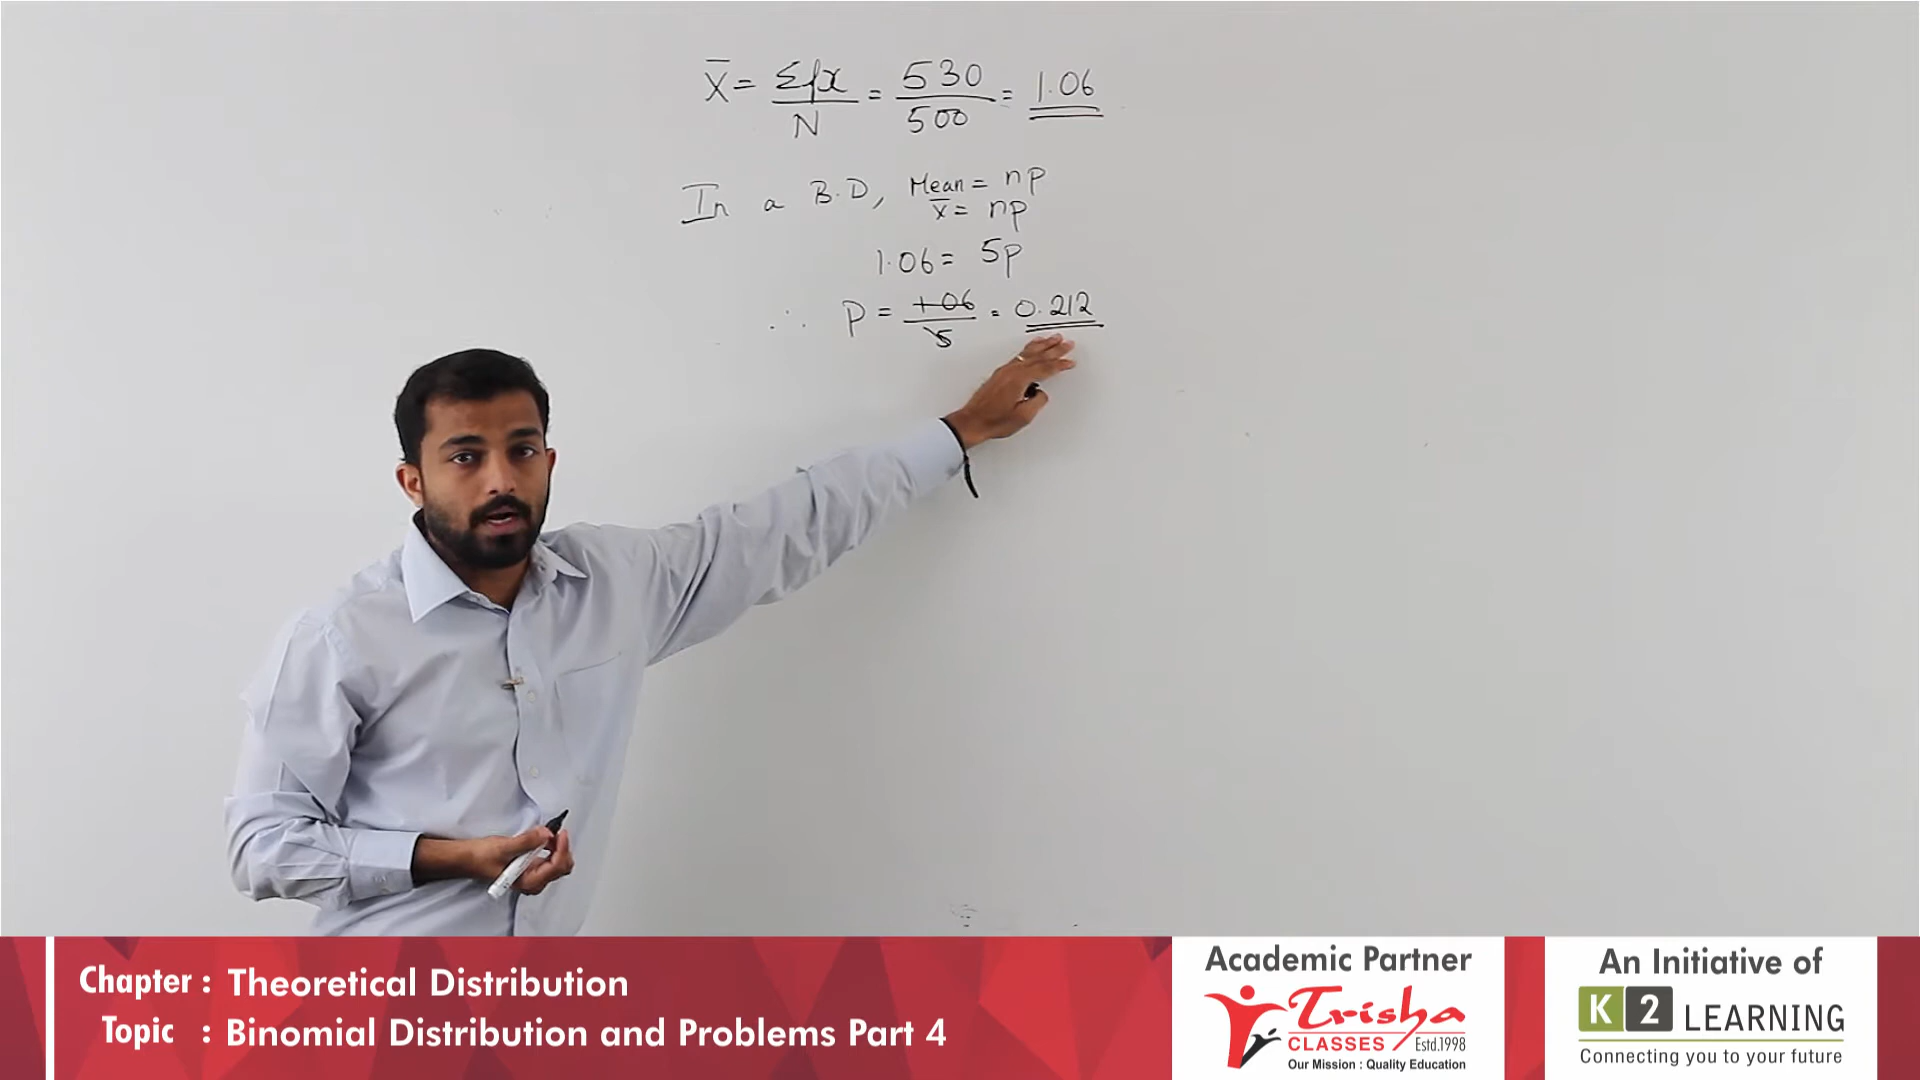 X̄ = Σfx / N = 530 / 500 = 1.06
In a B.D, Mean = np
x̄ = np
1.06 = 5p
∴ P = 1.06 / 5 = 0.212
Chapter : Theoretical Distribution
Topic : Binomial Distribution and Problems Part 4
Academic Partner
Trisha
CLASSES Estd.1998
Our Mission : Quality Education
An Initiative of
K2 LEARNING
Connecting you to your future